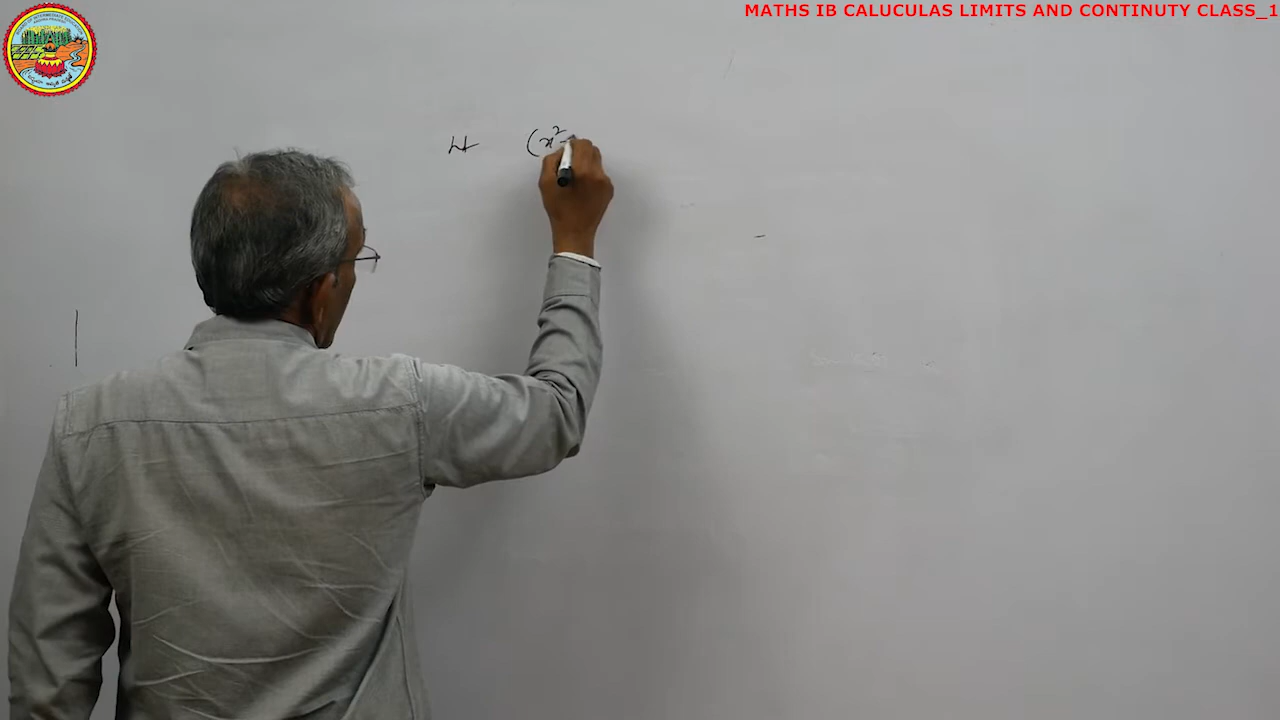 MATHS IB CALUCULAS LIMITS AND CONTINUTY CLASS_1
Lt (x² -